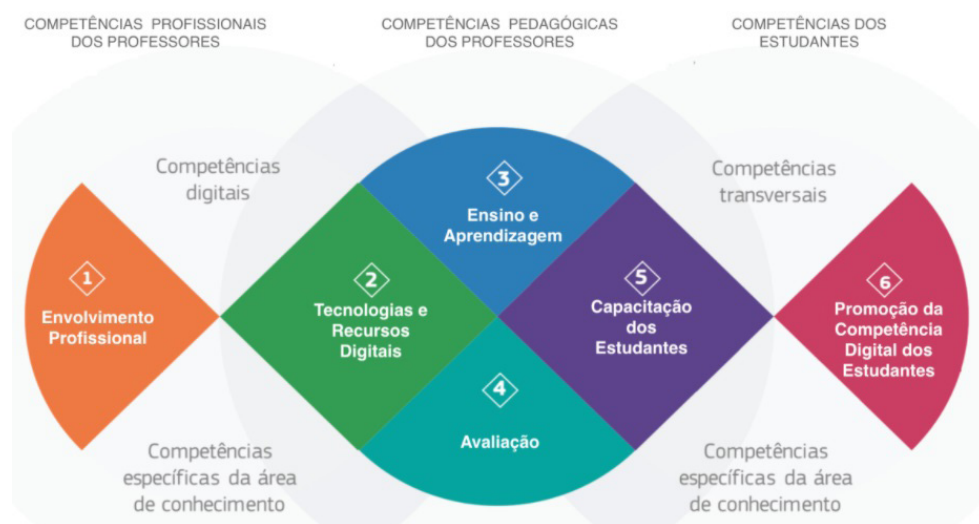 COMPETÊNCIAS PROFISSIONAIS
DOS PROFESSORES
COMPETÊNCIAS PEDAGÓGICAS
DOS PROFESSORES
COMPETÊNCIAS DOS
ESTUDANTES
Competências
digitais
Competências
transversais
1
Envolvimento
Profissional
2
Tecnologias e
Recursos
Digitais
3
Ensino e
Aprendizagem
4
Avaliação
5
Capacitação
dos
Estudantes
6
Promoção da
Competência
Digital dos
Estudantes
Competências
específicas da área
de conhecimento
Competências
específicas da área
de conhecimento